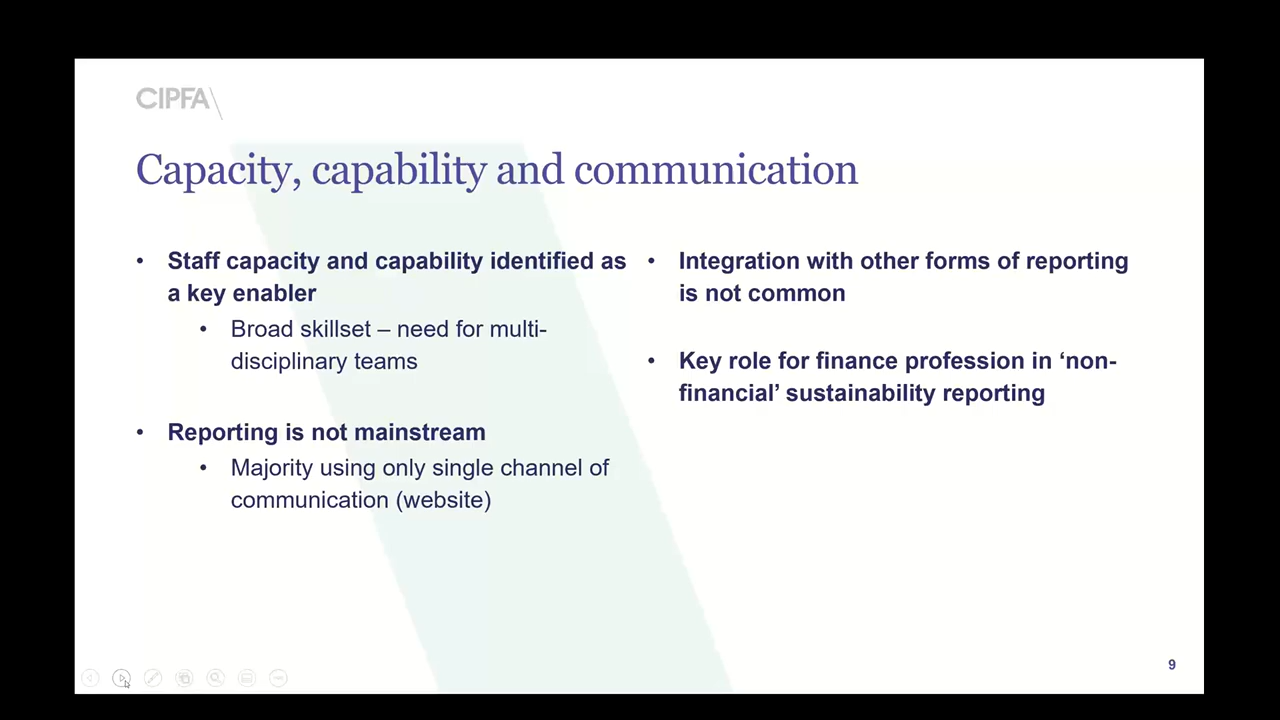 CIPFA
Capacity, capability and communication
• Staff capacity and capability identified as
a key enabler
• Broad skillset – need for multi-
disciplinary teams
• Reporting is not mainstream
• Majority using only single channel of
communication (website)
• Integration with other forms of reporting
is not common
• Key role for finance profession in ‘non-
financial’ sustainability reporting
9